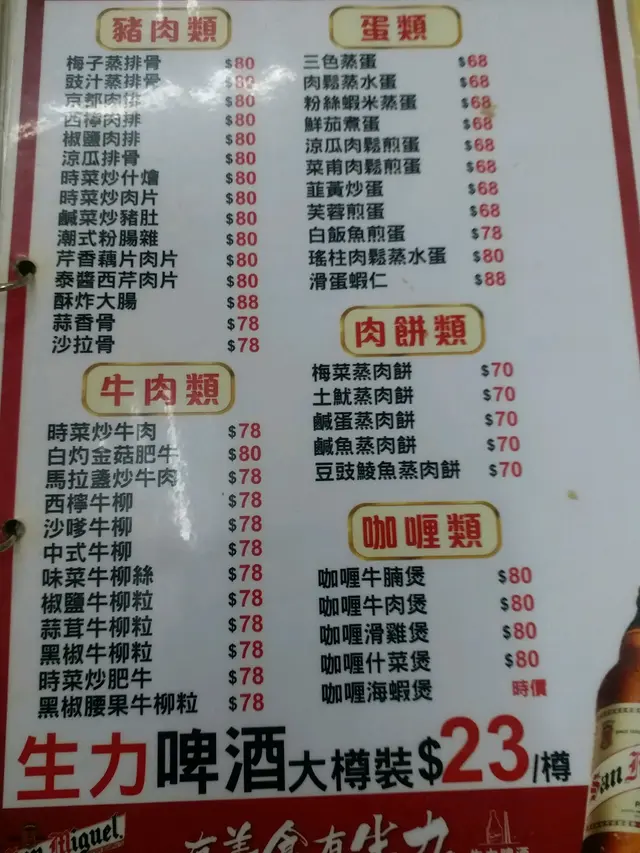 豬肉類
梅子蒸排骨 $80
豉汁蒸排骨 $80
京都肉排 $80
西檸肉排 $80
椒鹽肉排 $80
涼瓜排骨 $80
時菜炒什燴 $80
時菜炒肉片 $80
鹹菜炒豬肚 $80
潮式粉腸雜 $80
芹香藕片肉片 $80
泰醬西芹肉片 $80
酥炸大腸 $88
蒜香骨 $78
沙拉骨 $78
牛肉類
時菜炒牛肉 $78
白灼金菇肥牛 $80
馬拉盞炒牛肉 $78
西檸牛柳 $78
沙嗲牛柳 $78
中式牛柳 $78
味菜牛柳絲 $78
椒鹽牛柳粒 $78
蒜茸牛柳粒 $78
黑椒牛柳粒 $78
時菜炒肥牛 $78
黑椒腰果牛柳粒 $78
蛋類
三色蒸蛋 $68
肉鬆蒸水蛋 $68
粉絲蝦米蒸蛋 $68
鮮茄煮蛋 $68
涼瓜肉鬆煎蛋 $68
菜甫肉鬆煎蛋 $68
韮黃炒蛋 $68
芙蓉煎蛋 $68
白飯魚煎蛋 $78
瑤柱肉鬆蒸水蛋 $80
滑蛋蝦仁 $88
肉餅類
梅菜蒸肉餅 $70
土魷蒸肉餅 $70
鹹蛋蒸肉餅 $70
鹹魚蒸肉餅 $70
豆豉鯪魚蒸肉餅 $70
咖喱類
咖喱牛腩煲 $80
咖喱牛肉煲 $80
咖喱滑雞煲 $80
咖喱什菜煲 $80
咖喱海蝦煲 時價
生力啤酒大樽裝$23/樽
San Miguel
有美食有生力